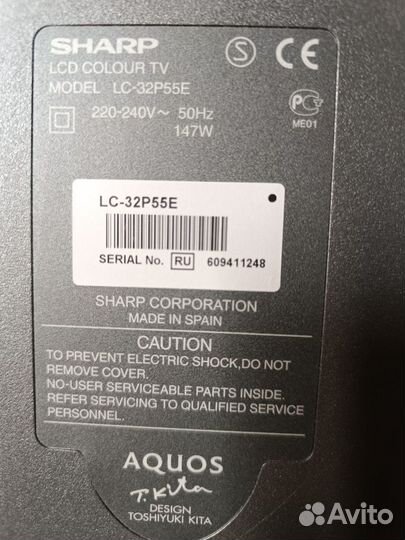 SHARP
LCD COLOUR TV
MODEL LC-32P55E
220-240V~ 50Hz
147W
S
CE
PC
ME01
LC-32P55E
SERIAL No. RU 609411248
SHARP CORPORATION
MADE IN SPAIN
CAUTION
TO PREVENT ELECTRIC SHOCK,DO NOT
REMOVE COVER.
NO-USER SERVICEABLE PARTS INSIDE.
REFER SERVICING TO QUALIFIED SERVICE
PERSONNEL.
AQUOS
T. Kita
DESIGN
TOSHIYUKI KITA
Avito